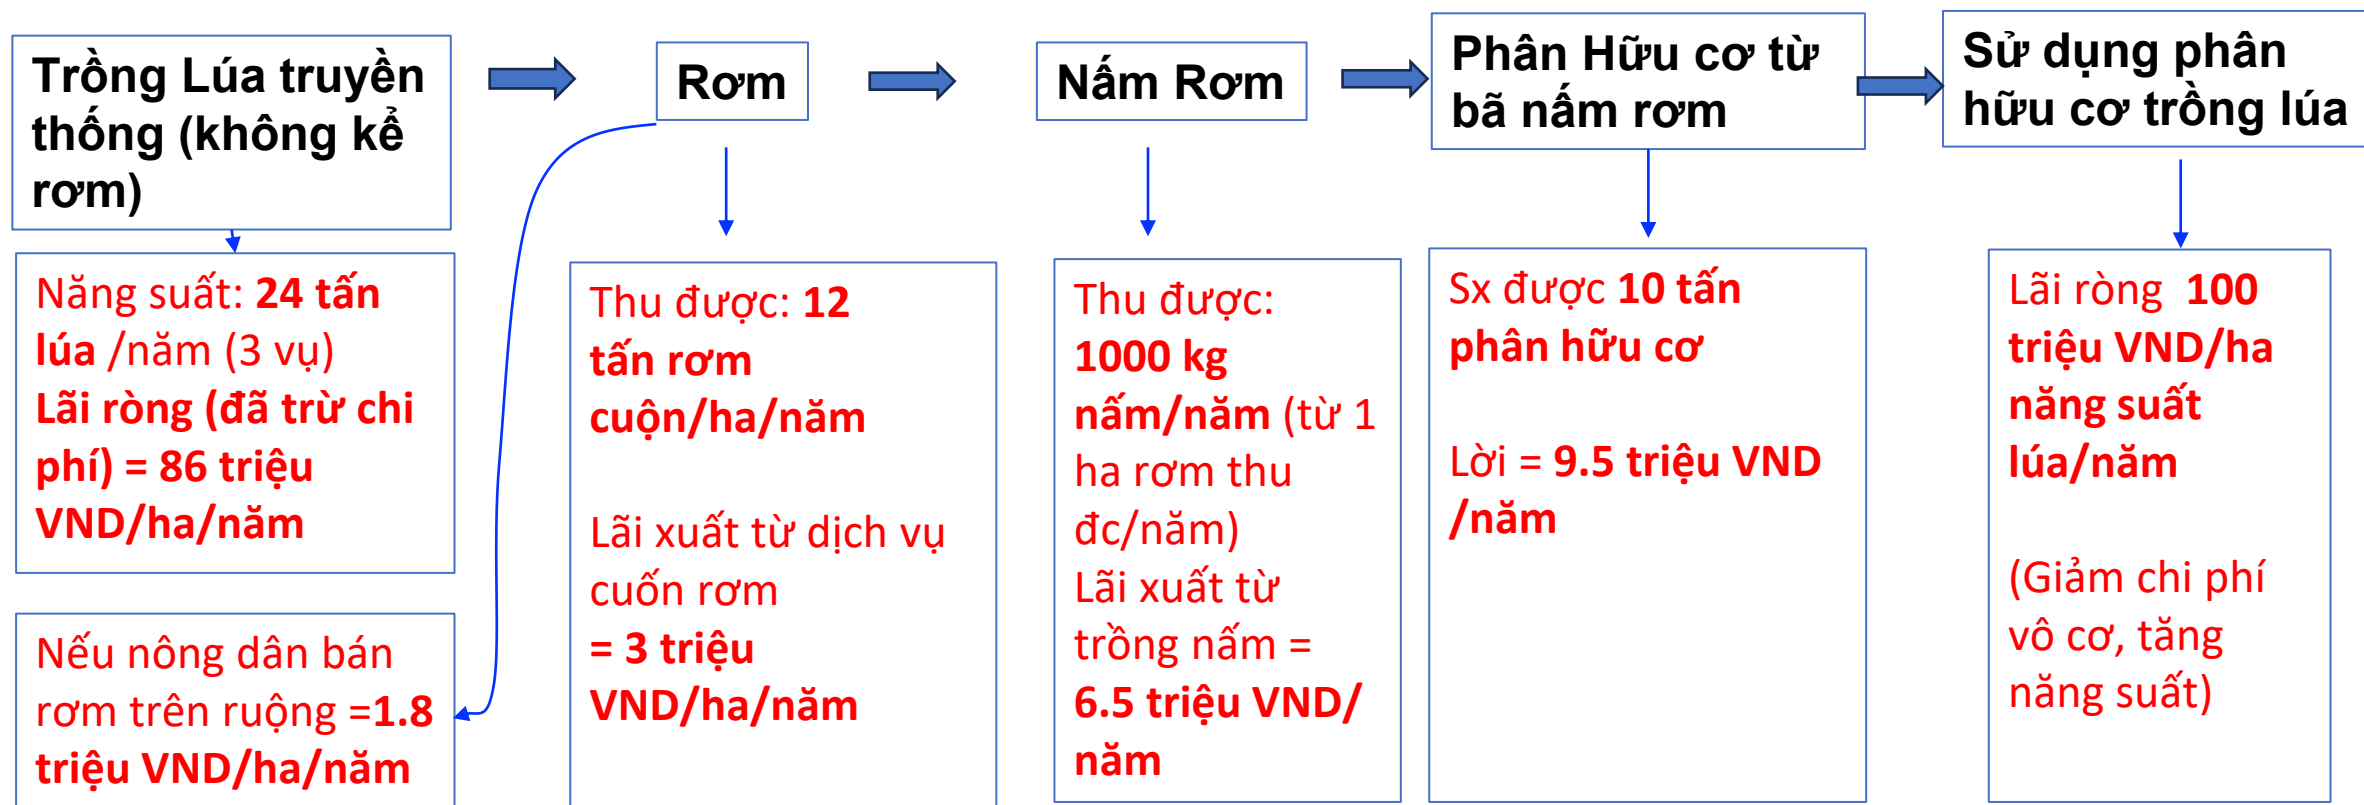 Trồng Lúa truyền
thống (không kể
rơm)
Rơm
Nấm Rơm
Phân Hữu cơ từ
bã nấm rơm
Sử dụng phân
hữu cơ trồng lúa
Năng suất: 24 tấn
lúa /năm (3 vụ)
Lãi ròng (đã trừ chi
phí) = 86 triệu
VND/ha/năm
Nếu nông dân bán
rơm trên ruộng =1.8
triệu VND/ha/năm
Thu được: 12
tấn rơm
cuộn/ha/năm
Lãi xuất từ dịch vụ
cuốn rơm
= 3 triệu
VND/ha/năm
Thu được:
1000 kg
nấm/năm (từ 1
ha rơm thu
đc/năm)
Lãi xuất từ
trồng nấm =
6.5 triệu VND/
năm
Sx được 10 tấn
phân hữu cơ
Lời = 9.5 triệu VND
/năm
Lãi ròng 100
triệu VND/ha
năng suất
lúa/năm
(Giảm chi phí
vô cơ, tăng
năng suất)